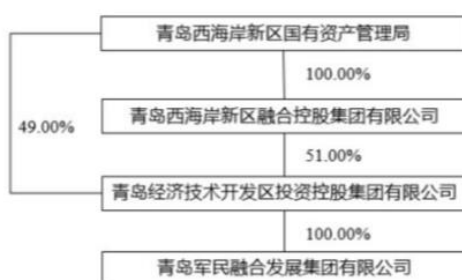 青岛西海岸新区国有资产管理局
100.00%
青岛西海岸新区融合控股集团有限公司
49.00%
51.00%
青岛经济技术开发区投资控股集团有限公司
100.00%
青岛军民融合发展集团有限公司